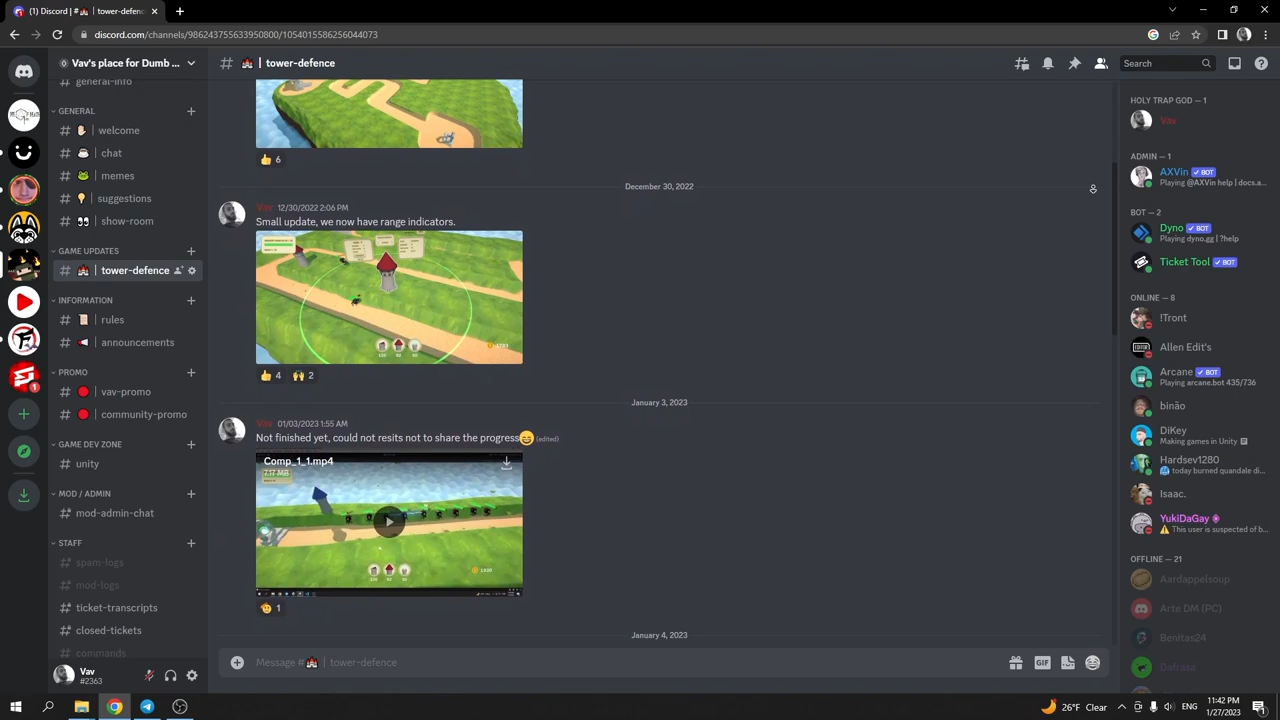 (1) Discord | #🏰 | tower-defenc
discord.com/channels/986243755633950800/1054015586256044073
Vav's place for Dumb ...
general-info
GENERAL
welcome
chat
memes
suggestions
show-room
GAME UPDATES
tower-defence
INFORMATION
rules
announcements
PROMO
vav-promo
community-promo
GAME DEV ZONE
unity
MOD / ADMIN
mod-admin-chat
STAFF
spam-logs
mod-logs
ticket-transcripts
closed-tickets
commands
Vav
#2363
# 🏰 | tower-defence
Search
6
December 30, 2022
Vav 12/30/2022 2:06 PM
Small update, we now have range indicators.
4 2
January 3, 2023
Vav 01/03/2023 1:55 AM
Not finished yet, could not resits not to share the progress😄 (edited)
Comp_1_1.mp4
7.17 MB
1
January 4, 2023
Message #🏰 | tower-defence
GIF
HOLY TRAP GOD — 1
Vav
ADMIN — 1
AXVin BOT
Playing @AXVin help | docs.a...
BOT — 2
Dyno BOT
Playing dyno.gg | ?help
Ticket Tool BOT
ONLINE — 8
!Tront
Allen Edit's
Arcane BOT
Playing arcane.bot 435/736
binão
DiKey
Making games in Unity
Hardsev1280
today burned quandale di...
Isaac.
YukiDaGay
This user is suspected of b...
OFFLINE — 21
Aardappelsoup
Arte DM (PC)
Benitas24
Dafrasa
26°F Clear
ENG
11:42 PM
1/27/2023